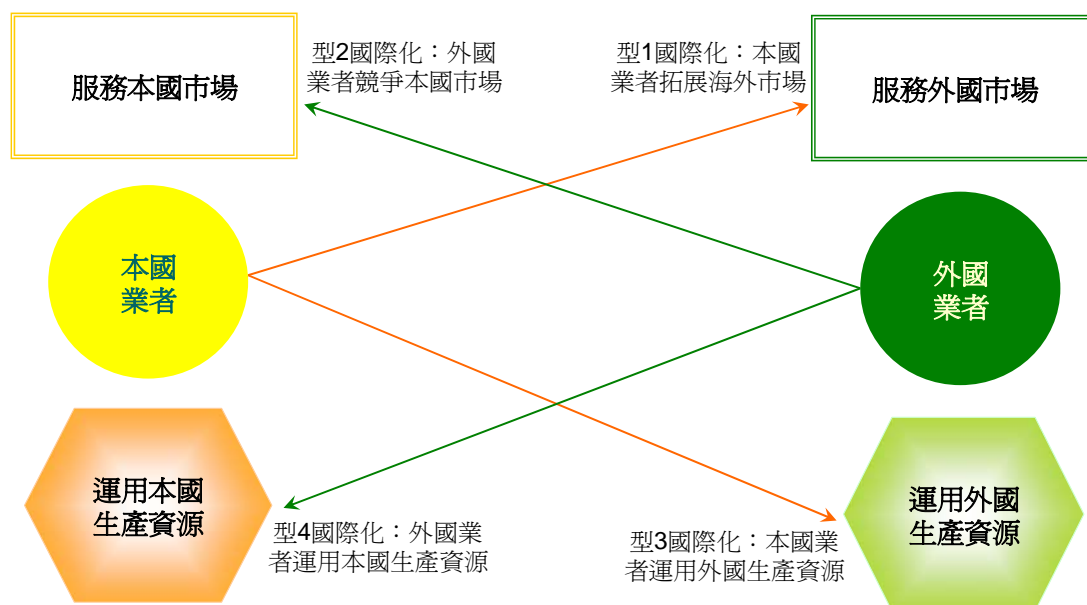 型2國際化：外國
業者競爭本國市場
型1國際化：本國
業者拓展海外市場
服務本國市場
服務外國市場
本國
業者
外國
業者
運用本國
生產資源
運用外國
生產資源
型4國際化：外國業
者運用本國生產資源
型3國際化：本國業
者運用外國生產資源